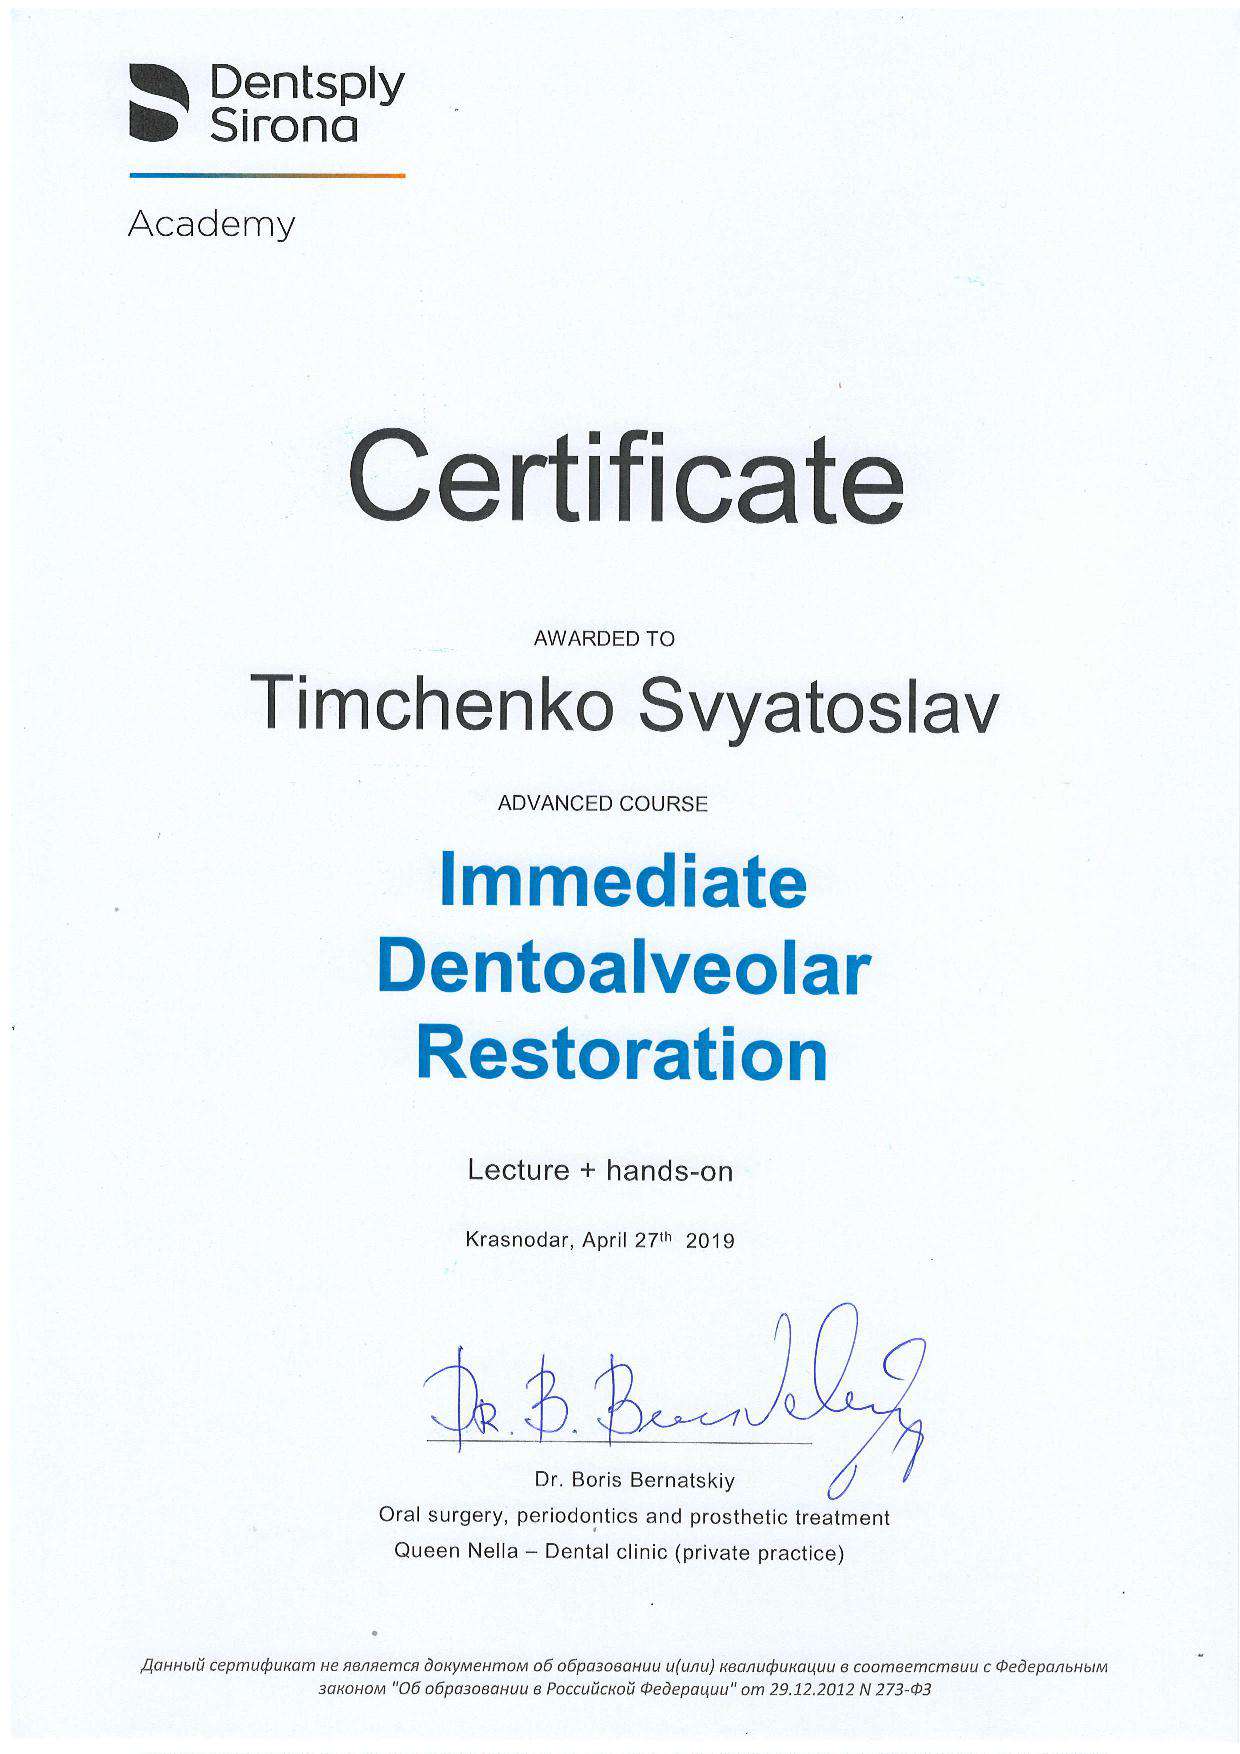 Dentsply
Sirona
Academy
Certificate
AWARDED TO
Timchenko Svyatoslav
ADVANCED COURSE
Immediate
Dentoalveolar
Restoration
Lecture + hands-on
Krasnodar, April 27th 2019
Dr. B. Bernatskiy
Dr. Boris Bernatskiy
Oral surgery, periodontics and prosthetic treatment
Queen Nella – Dental clinic (private practice)
Данный сертификат не является документом об образовании и(или) квалификации в соответствии с Федеральным
законом "Об образовании в Российской Федерации" от 29.12.2012 N 273-ФЗ